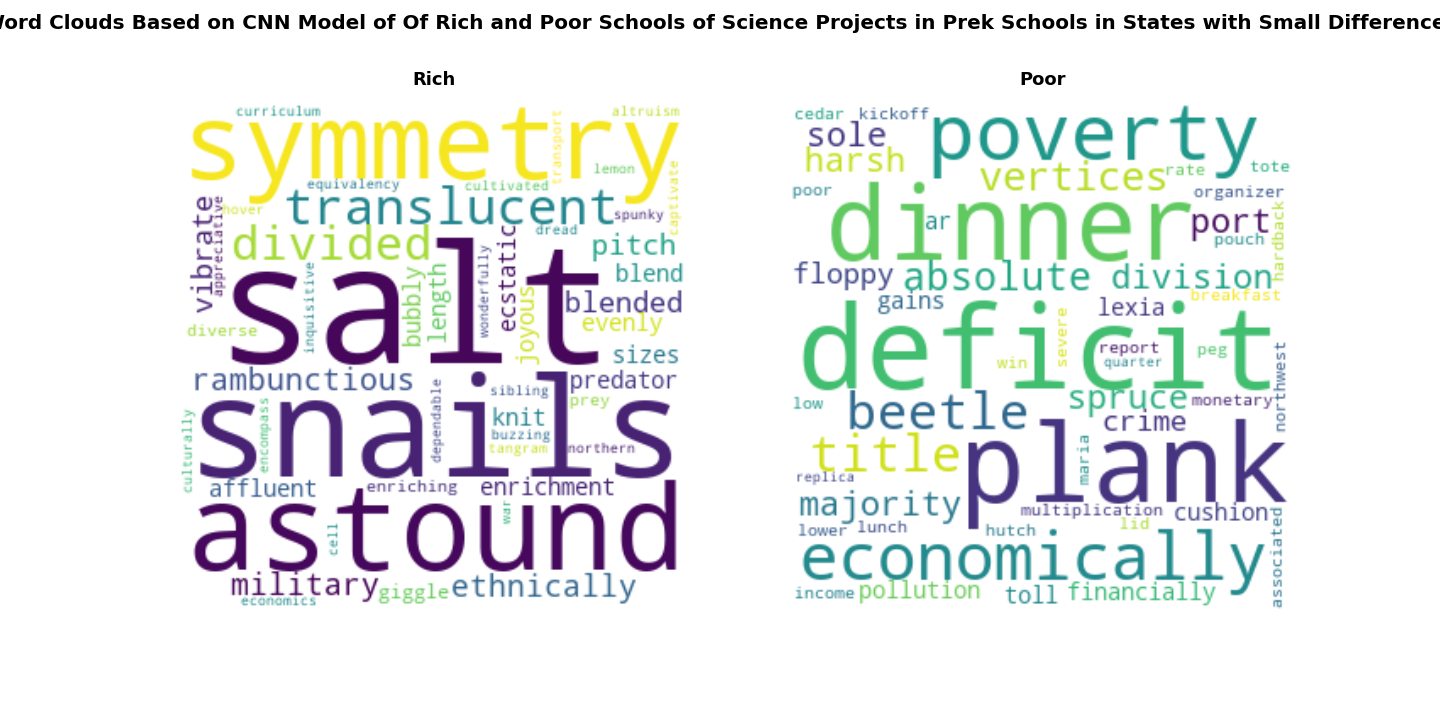 Word Clouds Based on CNN Model of Of Rich and Poor Schools of Science Projects in Prek Schools in States with Small Difference
Rich
curriculum
altruism
symmetry
transport
lemon
equivalency
cultivated
captivate
vibrate
appreciative
hover
translucent
spunky
dread
divided
ecstatic
pitch
salt
inquisitive
bubbly
length
wonderfully
joyous
blend
blended
evenly
diverse
sizes
rambunctious
predator
sibling
prey
snails
dependable
knit
buzzing
tangram
northern
culturally
encompass
affluent
enriching
enrichment
astound
war
cell
military
giggle
ethnically
economics
Poor
cedar
kickoff
poverty
sole
harsh
vertices
rate
tote
poor
organizer
dinner
jar
port
pouch
hardback
floppy
absolute
division
gains
breakfast
lexia
deficit
severe
win
report
quarter
peg
northwest
low
beetle
spruce
monetary
crime
title
plank
maria
replica
majority
multiplication
cushion
lower
lunch
hutch
lid
economically
associated
income
pollution
toll
financially